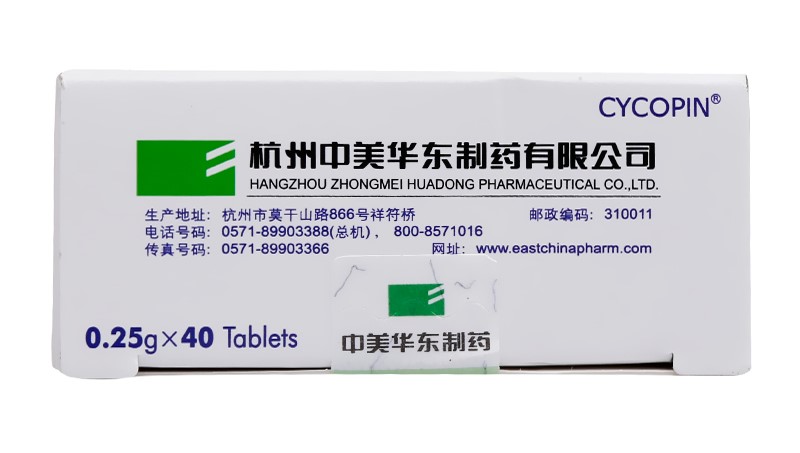 CYCOPIN®
杭州中美华东制药有限公司
HANGZHOU ZHONGMEI HUADONG PHARMACEUTICAL CO.,LTD.
生产地址：杭州市莫干山路866号祥符桥 邮政编码：310011
电话号码：0571-89903388(总机)，800-8571016
传真号码：0571-89903366 网址：www.eastchinapharm.com
0.25g×40 Tablets
中美华东制药